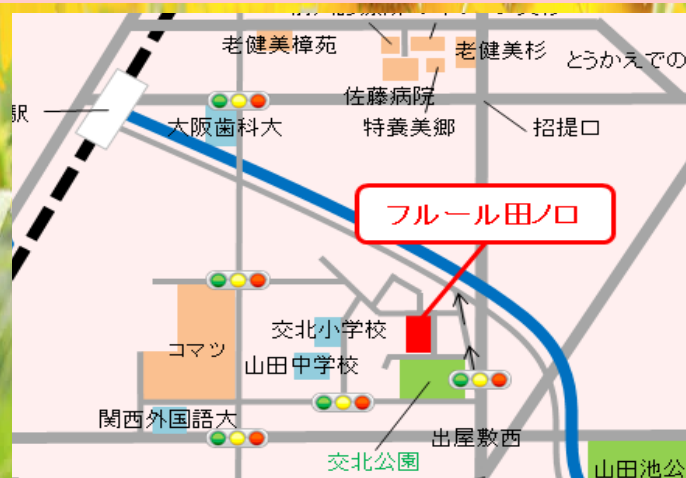 老健美樟苑
老健美杉
とうかえでの
佐藤病院
駅
大阪歯科大
特養美郷
招提口
フルール田ノ口
交北小学校
コマツ
山田中学校
関西外国語大
出屋敷西
交北公園
山田池公